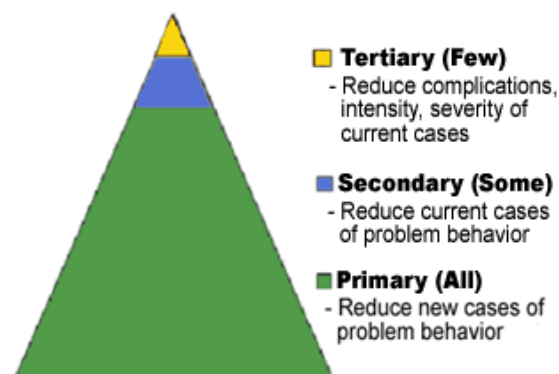 Tertiary (Few)
- Reduce complications,
intensity, severity of
current cases
Secondary (Some)
- Reduce current cases
of problem behavior
Primary (All)
- Reduce new cases of
problem behavior